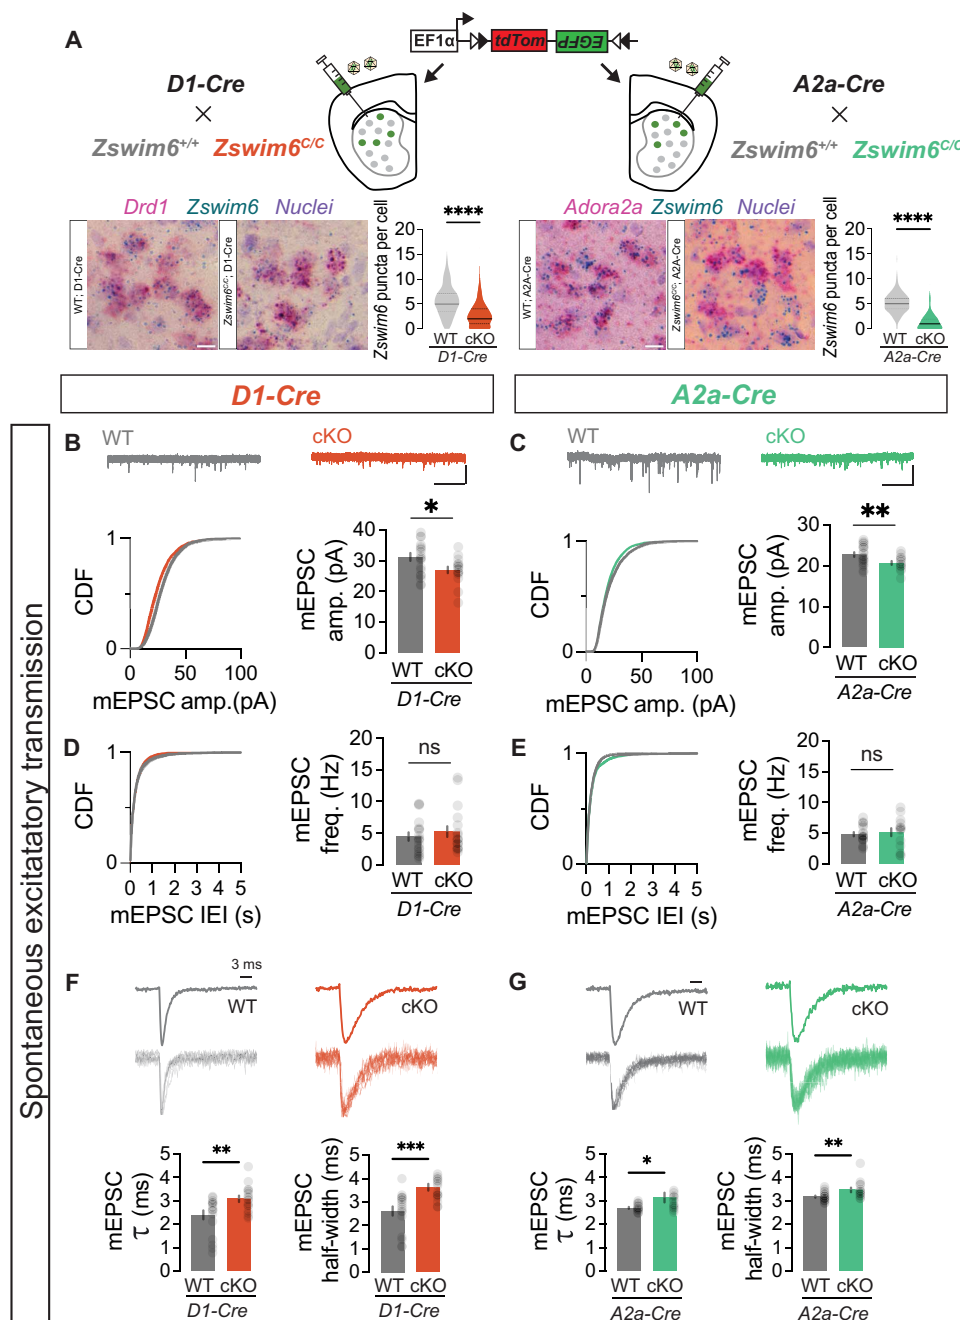 A
EF1α tdTom EGFP
D1-Cre
×
Zswim6+/+ Zswim6C/C
A2a-Cre
×
Zswim6+/+ Zswim6C/C
Drd1 Zswim6 Nuclei
WT; D1-Cre
Zswim6C/C; D1-Cre
Zswim6 puncta per cell
20
15
10
5
0
****
WT cKO
D1-Cre
Adora2a Zswim6 Nuclei
WT; A2A-Cre
Zswim6C/C; A2A-Cre
Zswim6 puncta per cell
20
15
10
5
0
****
WT cKO
A2a-Cre
D1-Cre
A2a-Cre
Spontaneous excitatatory transmission
B
WT
cKO
CDF
1
0
0 50 100
mEPSC amp.(pA)
mEPSC
amp. (pA)
40
30
20
10
0
*
WT cKO
D1-Cre
C
WT
cKO
CDF
1
0
0 50 100
mEPSC amp. (pA)
mEPSC
amp. (pA)
30
20
10
0
**
WT cKO
A2a-Cre
D
CDF
1
0
0 1 2 3 4 5
mEPSC IEI (s)
mEPSC
freq. (Hz)
20
15
10
5
0
ns
WT cKO
D1-Cre
E
CDF
1
0
0 1 2 3 4 5
mEPSC IEI (s)
mEPSC
freq. (Hz)
20
15
10
5
0
ns
WT cKO
A2a-Cre
F
3 ms
WT
cKO
mEPSC
τ (ms)
5
4
3
2
1
0
**
WT cKO
D1-Cre
mEPSC
half-width (ms)
5
4
3
2
1
0
***
WT cKO
D1-Cre
G
WT
cKO
mEPSC
τ (ms)
5
4
3
2
1
0
*
WT cKO
A2a-Cre
mEPSC
half-width (ms)
5
4
3
2
1
0
**
WT cKO
A2a-Cre